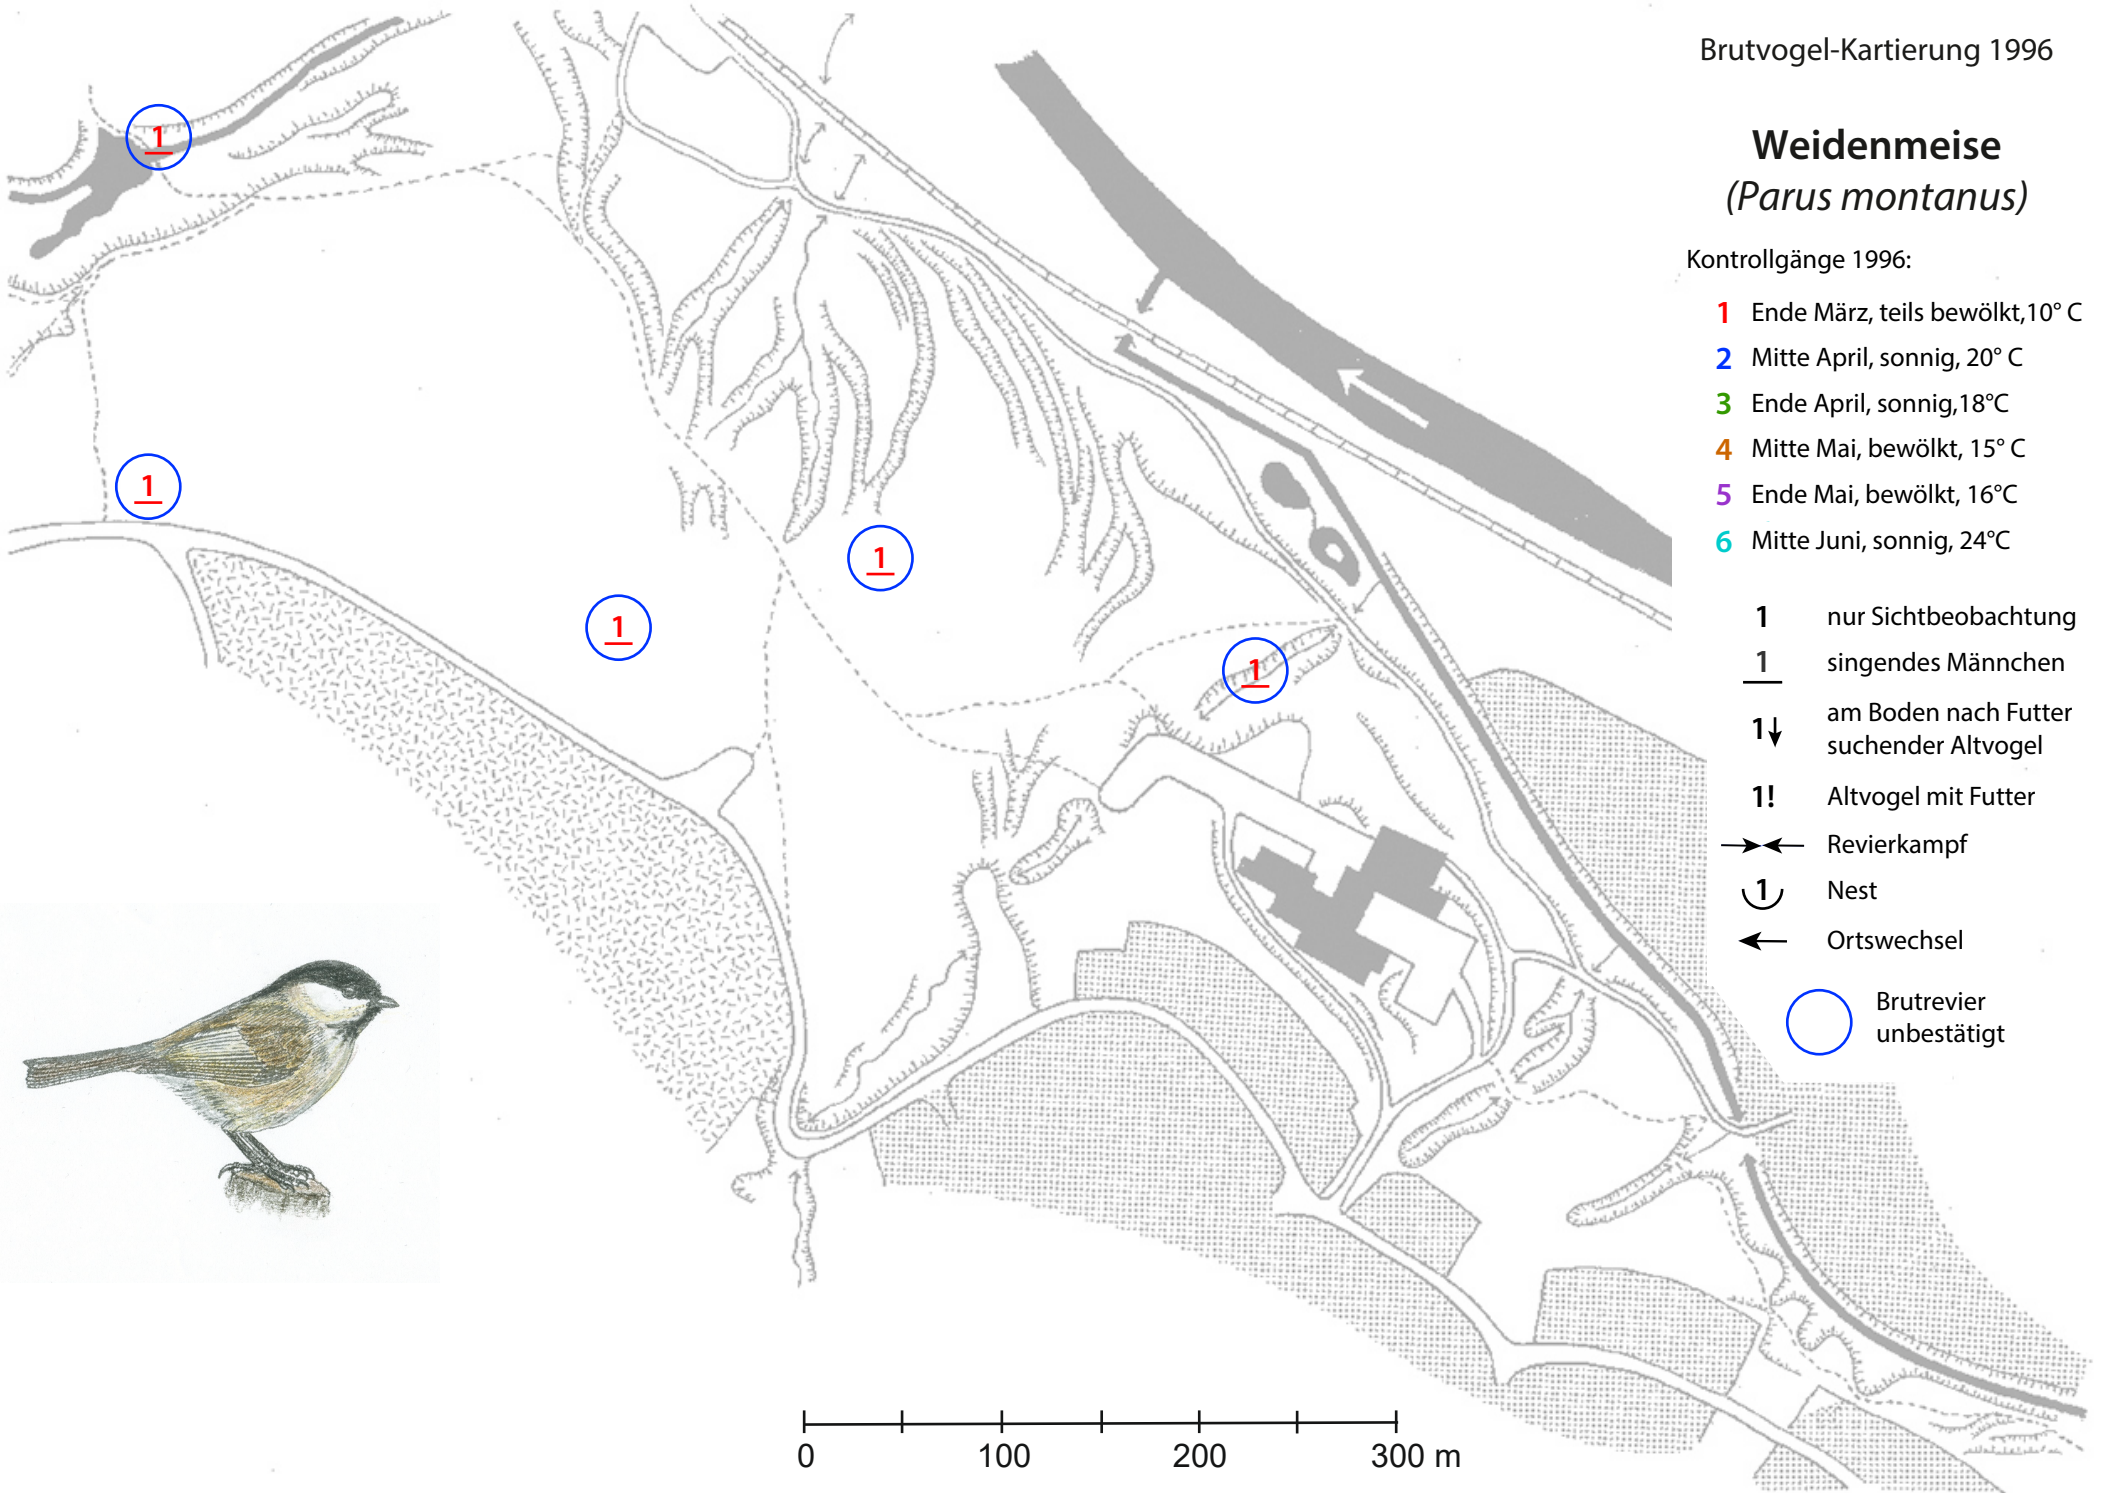 Brutvogel-Kartierung 1996
Weidenmeise
(Parus montanus)
Kontrollgänge 1996:
1 Ende März, teils bewölkt,10° C
2 Mitte April, sonnig, 20° C
3 Ende April, sonnig,18°C
4 Mitte Mai, bewölkt, 15° C
5 Ende Mai, bewölkt, 16°C
6 Mitte Juni, sonnig, 24°C
1 nur Sichtbeobachtung
1 singendes Männchen
1 am Boden nach Futter
suchender Altvogel
1! Altvogel mit Futter
Revierkampf
1 Nest
Ortswechsel
Brutrevier
unbestätigt
1
1
1
1
1
0 100 200 300 m